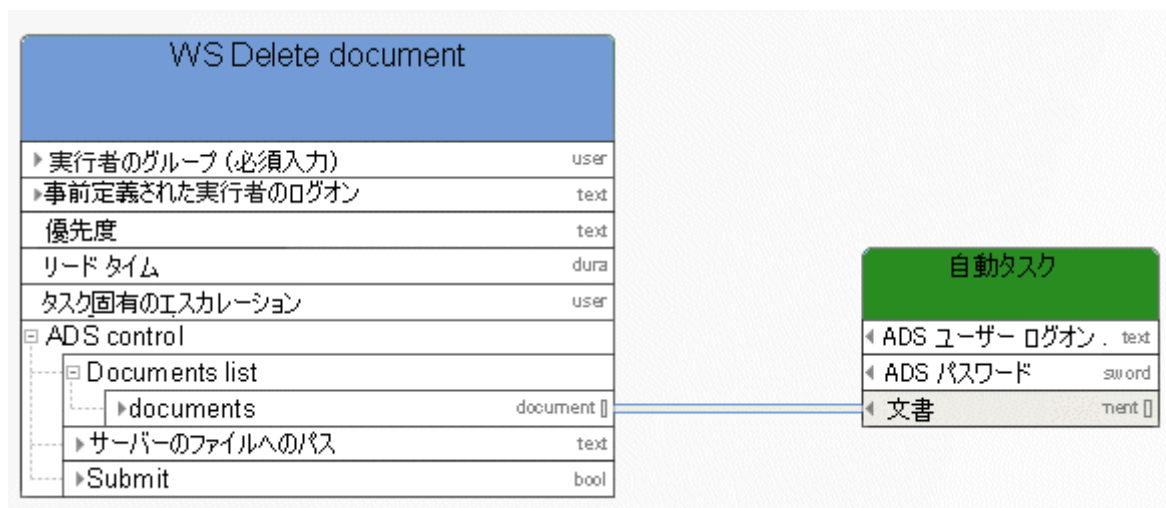 WS Delete document
実行者のグループ (必須入力) user
事前定義された実行者のログオン text
優先度 text
リード タイム dura
タスク固有のエスカレーション user
ADS control
Documents list
documents document []
サーバーのファイルへのパス text
Submit bool
自動タスク
ADS ユーザー ログオン . text
ADS パスワード sword
文書 ment []